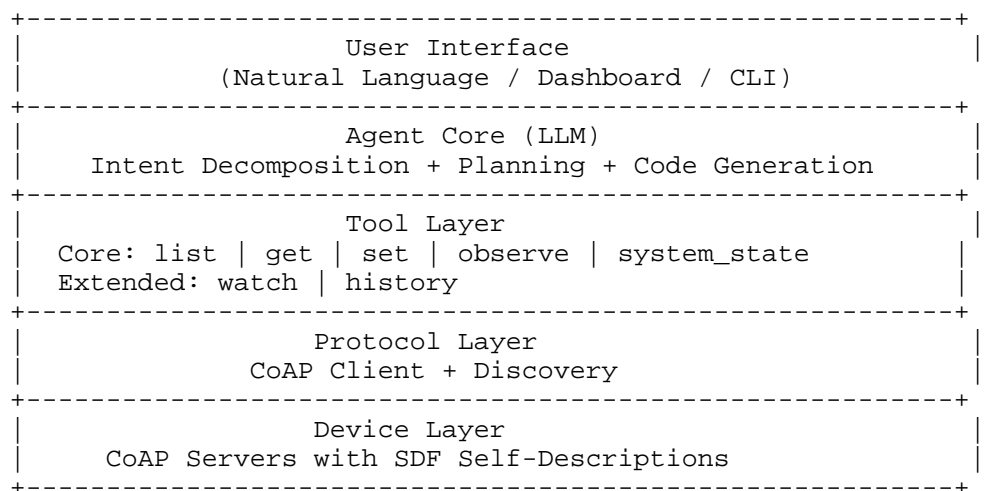 User Interface
(Natural Language / Dashboard / CLI)
Agent Core (LLM)
Intent Decomposition + Planning + Code Generation
Tool Layer
Core: list | get | set | observe | system_state
Extended: watch | history
Protocol Layer
CoAP Client + Discovery
Device Layer
CoAP Servers with SDF Self-Descriptions